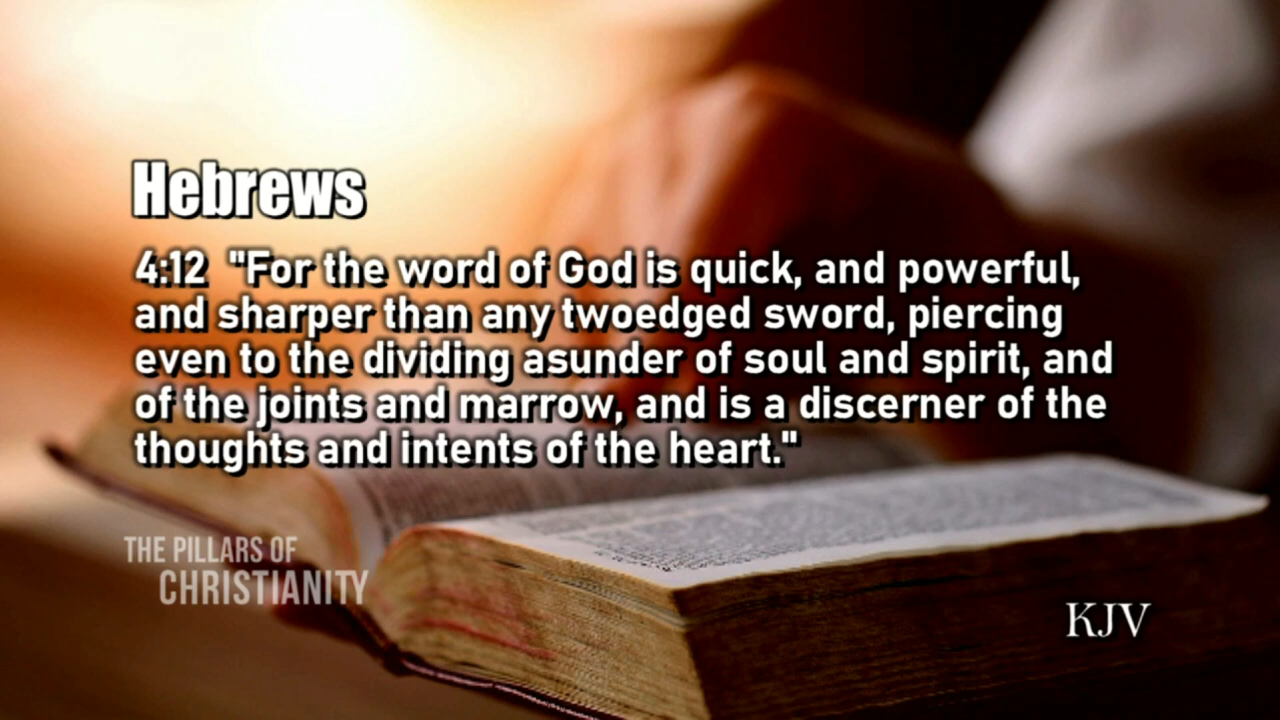 Hebrews
4:12 "For the word of God is quick, and powerful,
and sharper than any twoedged sword, piercing
even to the dividing asunder of soul and spirit, and
of the joints and marrow, and is a discerner of the
thoughts and intents of the heart."
THE PILLARS OF
CHRISTIANITY
KJV